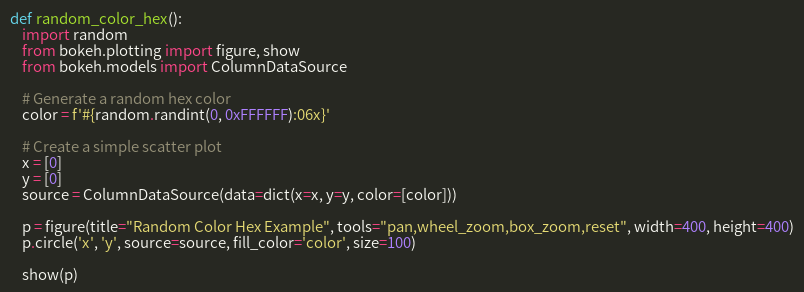 def random_color_hex():
    import random
    from bokeh.plotting import figure, show
    from bokeh.models import ColumnDataSource

    # Generate a random hex color
    color = f'#{random.randint(0, 0xFFFFFF):06x}'

    # Create a simple scatter plot
    x = [0]
    y = [0]
    source = ColumnDataSource(data=dict(x=x, y=y, color=[color]))

    p = figure(title="Random Color Hex Example", tools="pan,wheel_zoom,box_zoom,reset", width=400, height=400)
    p.circle('x', 'y', source=source, fill_color='color', size=100)

    show(p)